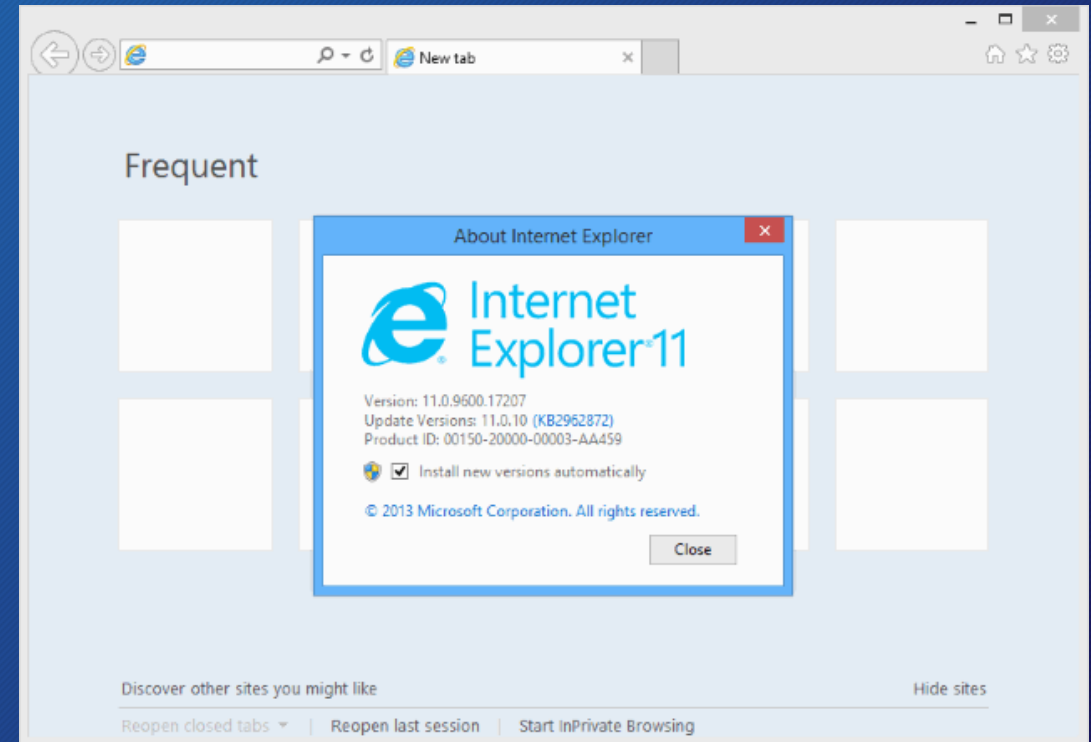 New tab
Frequent
About Internet Explorer
Internet
Explorer®11
Version: 11.0.9600.17207
Update Versions: 11.0.10 (KB2962872)
Product ID: 00150-20000-00003-AA459
Install new versions automatically
© 2013 Microsoft Corporation. All rights reserved.
Close
Discover other sites you might like
Hide sites
Reopen closed tabs
Reopen last session
Start InPrivate Browsing